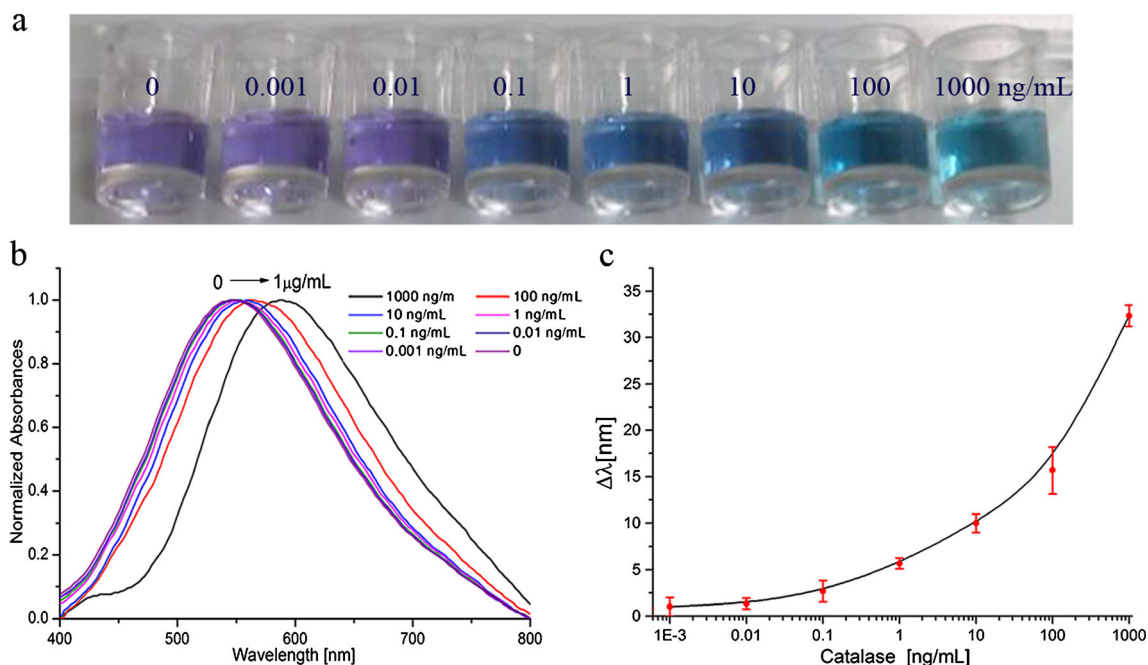 a
0 0.001 0.01 0.1 1 10 100 1000 ng/mL
b
0 → 1μg/mL
1000 ng/m 100 ng/mL
10 ng/mL 1 ng/mL
0.1 ng/mL 0.01 ng/mL
0.001 ng/mL 0
1.0
0.8
0.6
0.4
0.2
0.0
Normalized Absorbances
400 500 600 700 800
Wavelength [nm]
c
35
30
25
20
15
10
5
0
Δλ[nm]
1E-3 0.01 0.1 1 10 100 1000
Catalase [ng/mL]